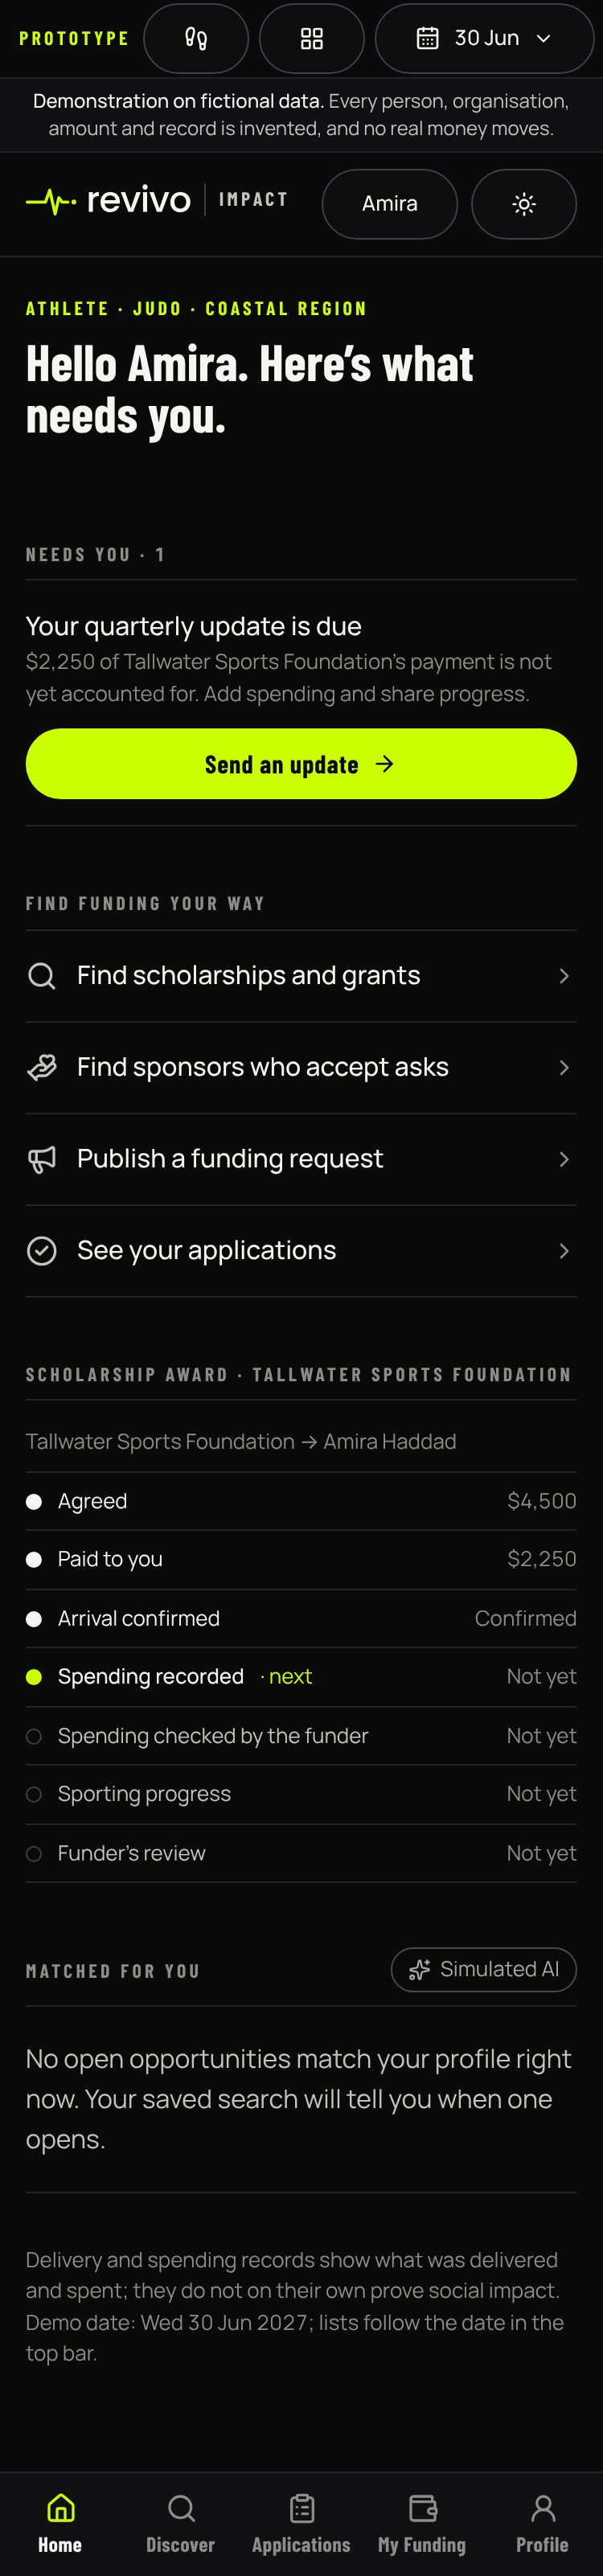 PROTOTYPE
30 Jun
Demonstration on fictional data. Every person, organisation,
amount and record is invented, and no real money moves.
revivo IMPACT
Amira
ATHLETE · JUDO · COASTAL REGION
Hello Amira. Here’s what
needs you.
NEEDS YOU · 1
Your quarterly update is due
$2,250 of Tallwater Sports Foundation’s payment is not
yet accounted for. Add spending and share progress.
Send an update →
FIND FUNDING YOUR WAY
Find scholarships and grants
Find sponsors who accept asks
Publish a funding request
See your applications
SCHOLARSHIP AWARD · TALLWATER SPORTS FOUNDATION
Tallwater Sports Foundation → Amira Haddad
Agreed $4,500
Paid to you $2,250
Arrival confirmed Confirmed
Spending recorded · next Not yet
Spending checked by the funder Not yet
Sporting progress Not yet
Funder’s review Not yet
MATCHED FOR YOU Simulated AI
No open opportunities match your profile right
now. Your saved search will tell you when one
opens.
Delivery and spending records show what was delivered
and spent; they do not on their own prove social impact.
Demo date: Wed 30 Jun 2027; lists follow the date in the
top bar.
Home Discover Applications My Funding Profile